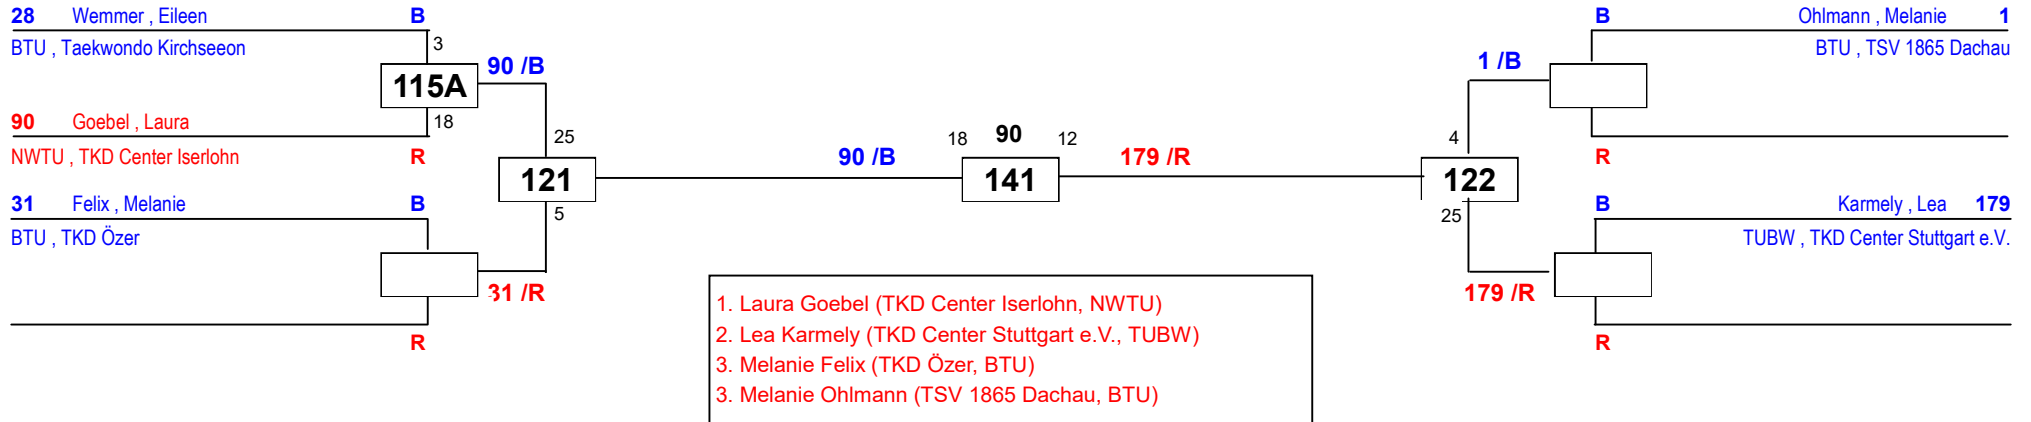 28 Wemmer , Eileen B
BTU , Taekwondo Kirchseeon
3
115A
90 /B
90 Goebel , Laura
18
NWTU , TKD Center Iserlohn R
25
121
5
31 Felix , Melanie B
BTU , TKD Özer
31 /R
R
90 /B
18 90 12
141
179 /R
B Ohlmann , Melanie 1
BTU , TSV 1865 Dachau
1 /B
4
122
25
R
B Karmely , Lea 179
TUBW , TKD Center Stuttgart e.V.
179 /R
R
1. Laura Goebel (TKD Center Iserlohn, NWTU)
2. Lea Karmely (TKD Center Stuttgart e.V., TUBW)
3. Melanie Felix (TKD Özer, BTU)
3. Melanie Ohlmann (TSV 1865 Dachau, BTU)